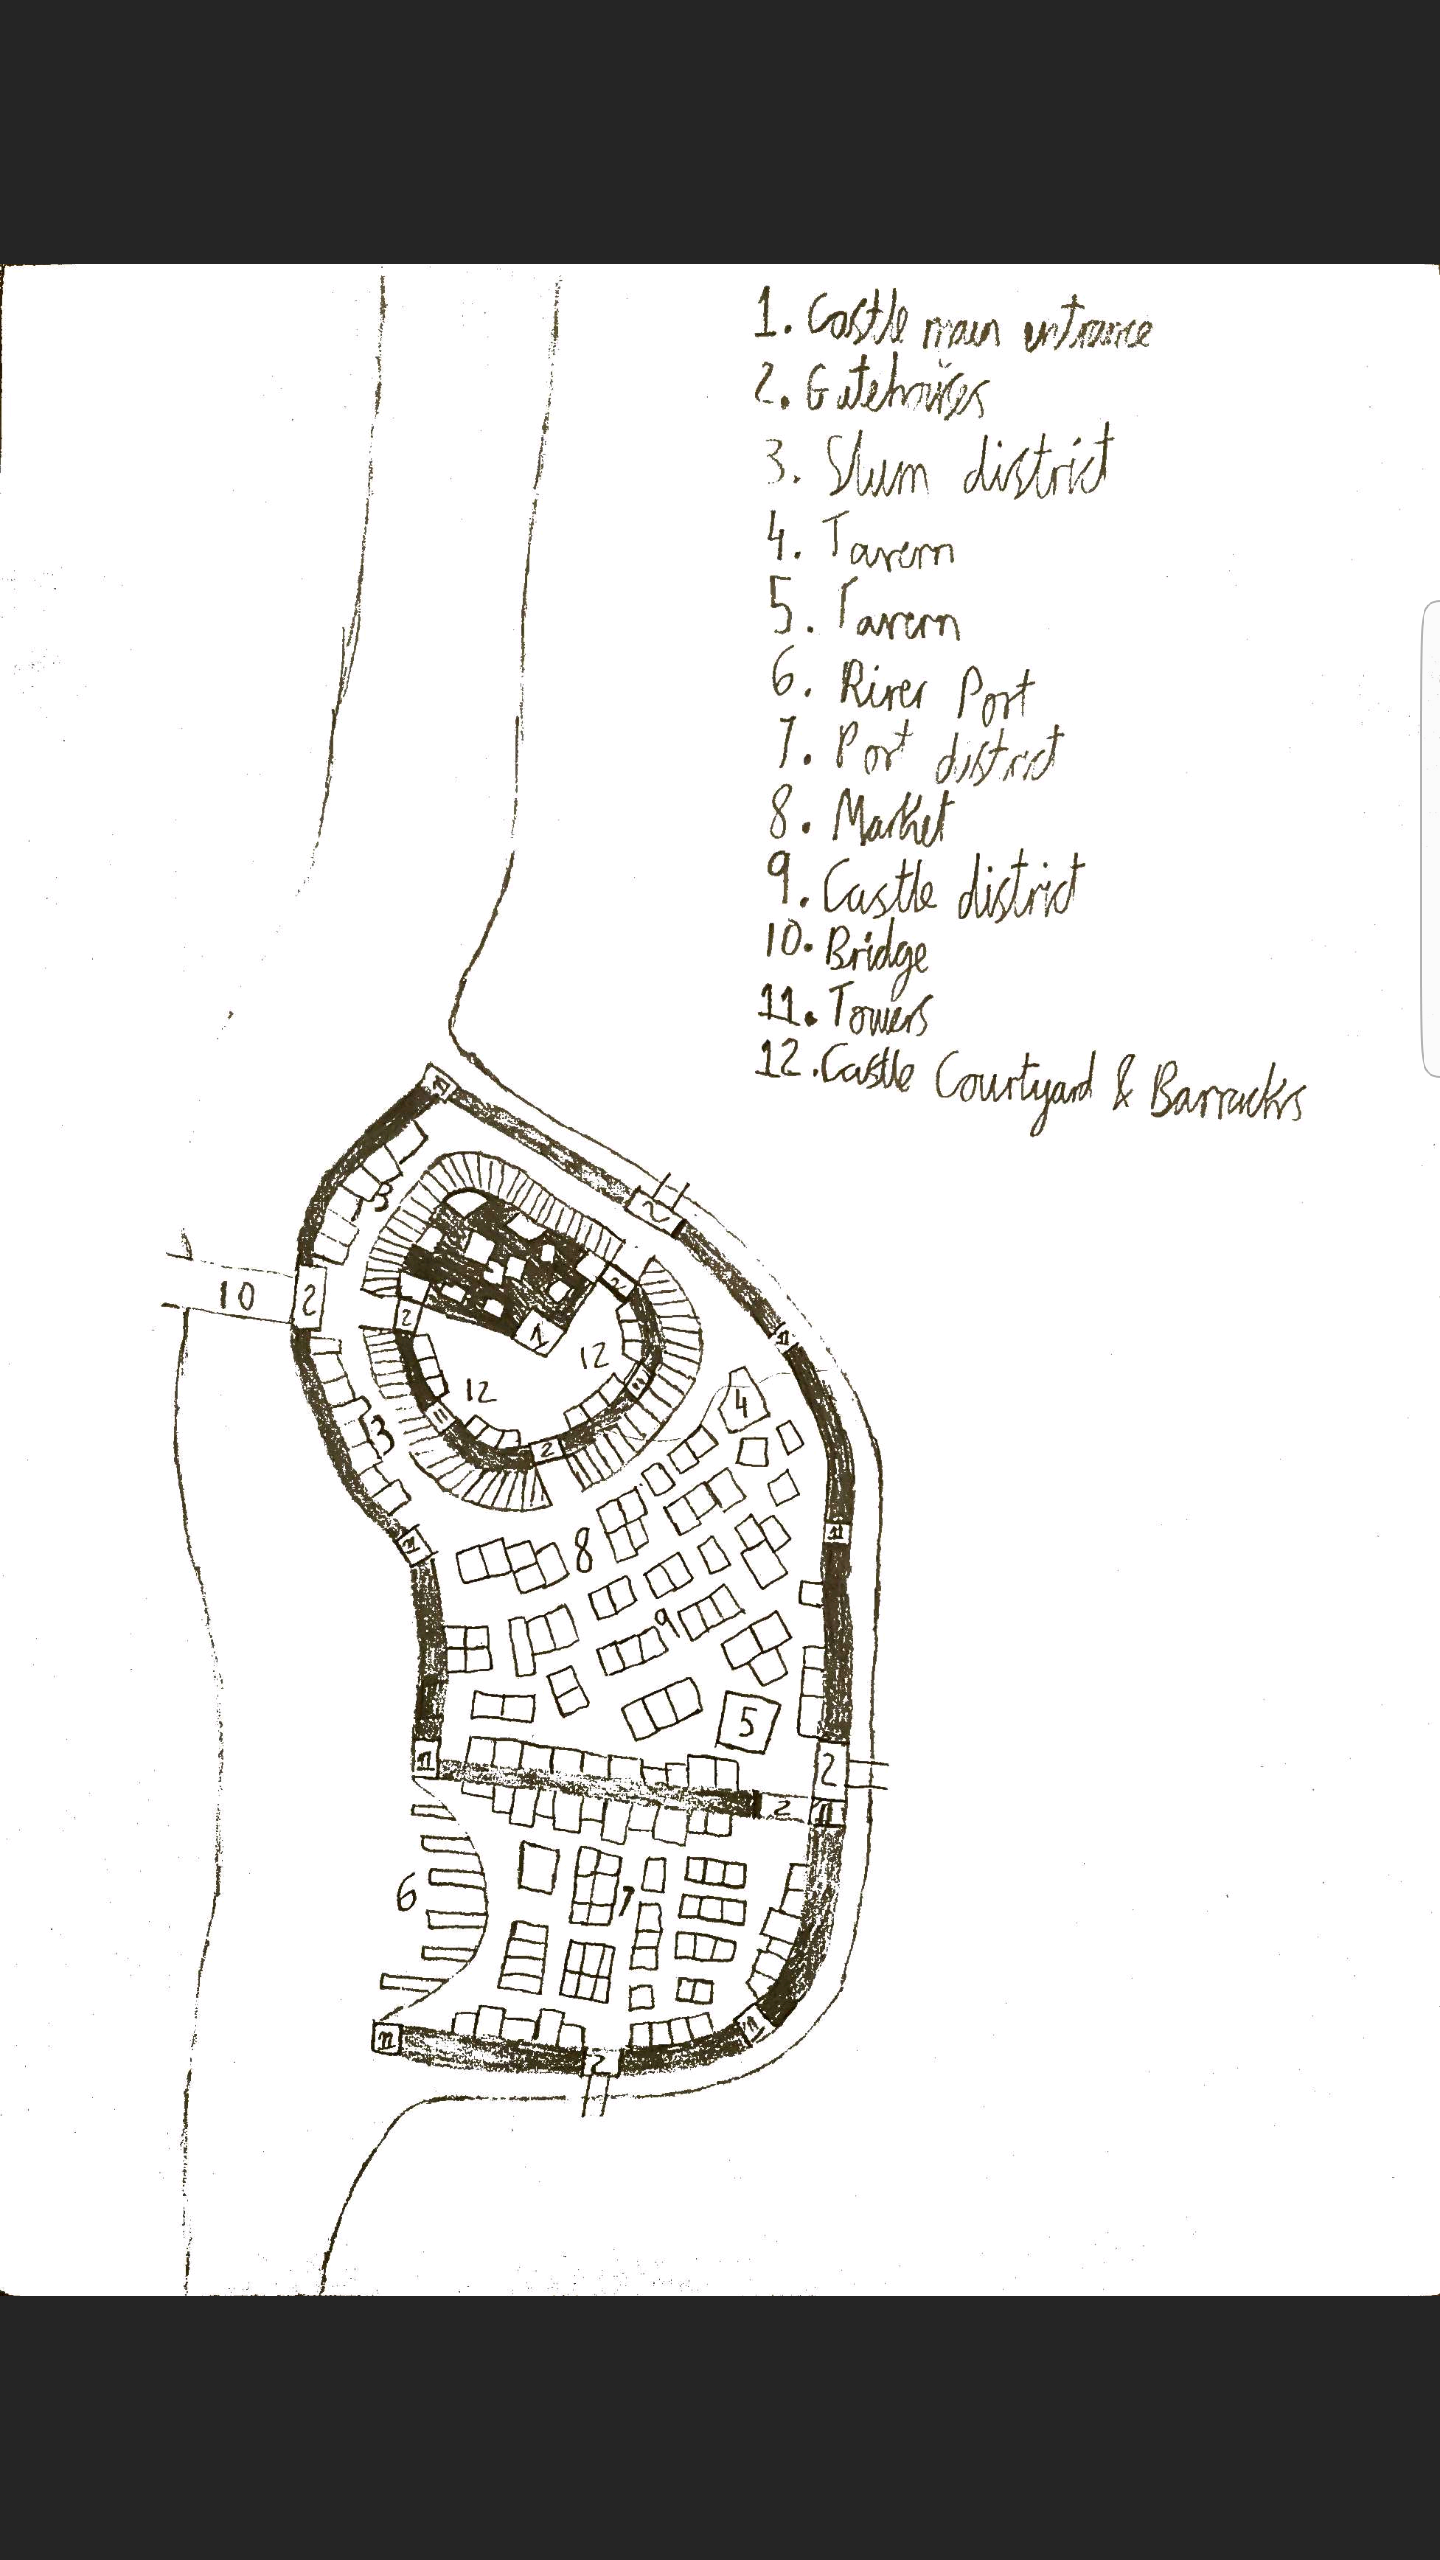 1. Castle main entrance
2. Gatehouses
3. Slum district
4. Tavern
5. Tavern
6. River Port
7. Port district
8. Market
9. Castle district
10. Bridge
11. Towers
12. Castle Courtyard & Barracks
11
3
2
2
10
2
2
11
1
12
12
11
4
3
11
2
11
8
11
9
5
11
2
2
11
6
7
11
11
2